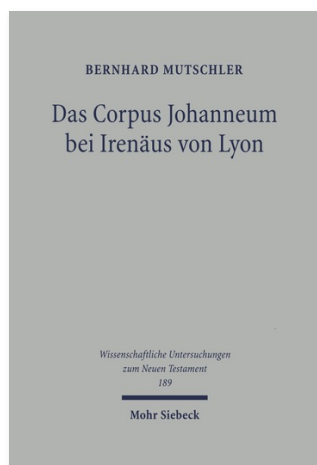 BERNHARD MUTSCHLER
Das Corpus Johanneum
bei Irenäus von Lyon
Wissenschaftliche Untersuchungen
zum Neuen Testament
189
Mohr Siebeck